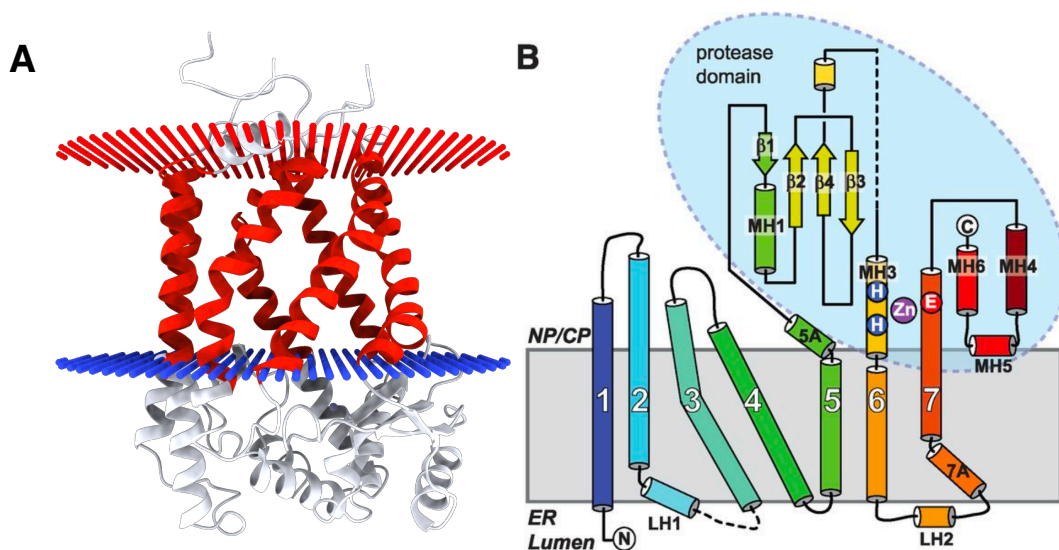 A
B
protease
domain
β1
β2
β4
β3
MH1
MH3
H
H
Zn
E
C
MH6
MH4
MH5
NP/CP
5A
1
2
3
4
5
6
7
7A
LH1
LH2
ER
Lumen
N